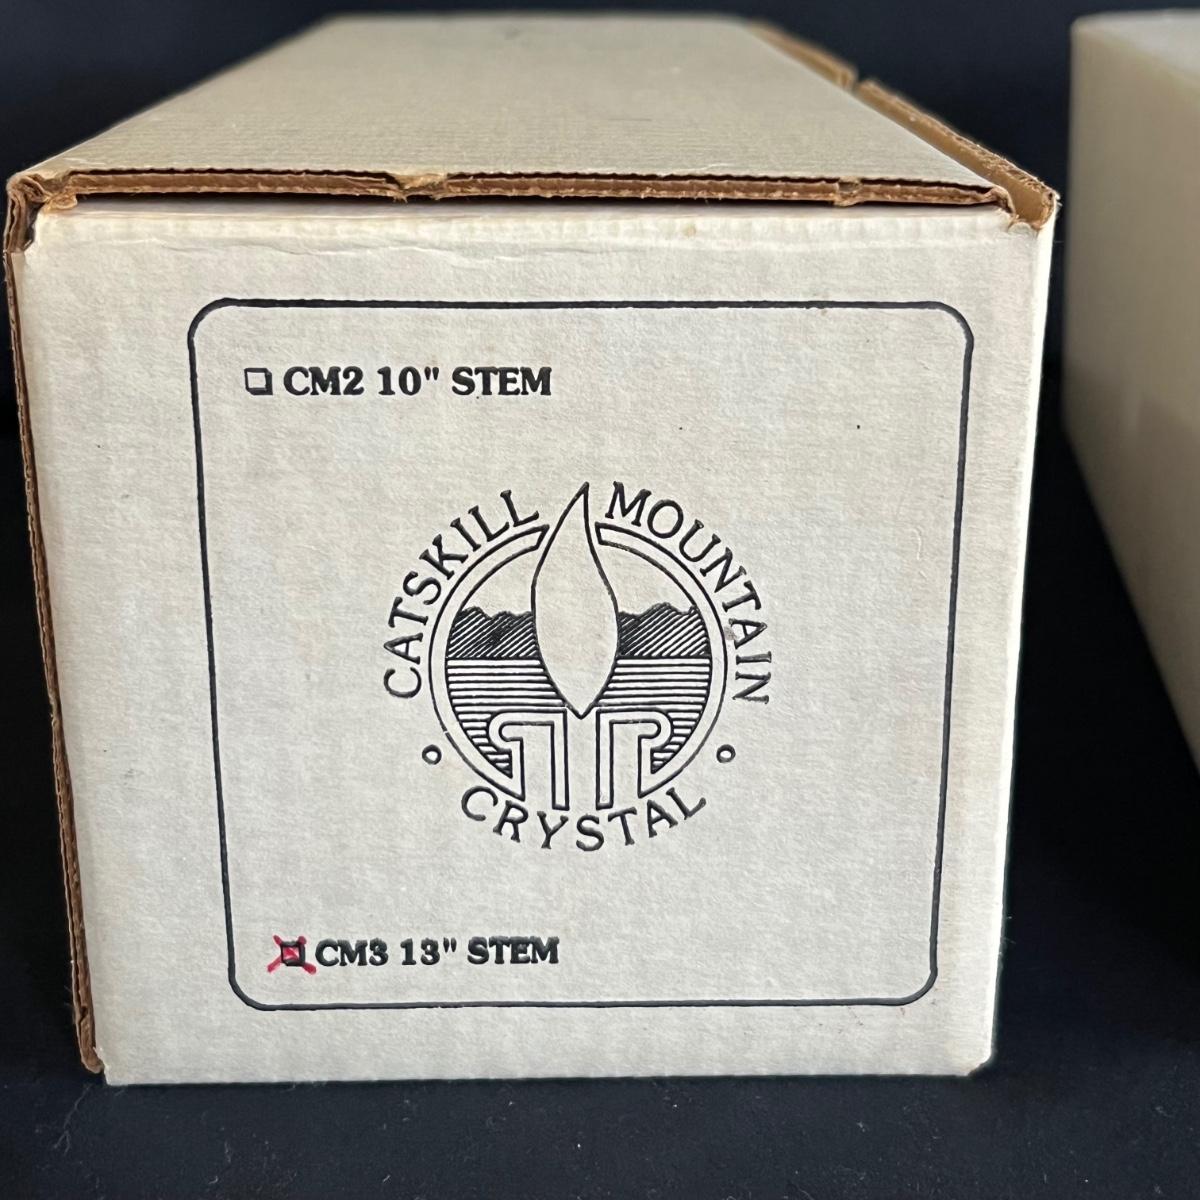 CM2 10" STEM
CATSKILL MOUNTAIN
CRYSTAL
CM3 13" STEM